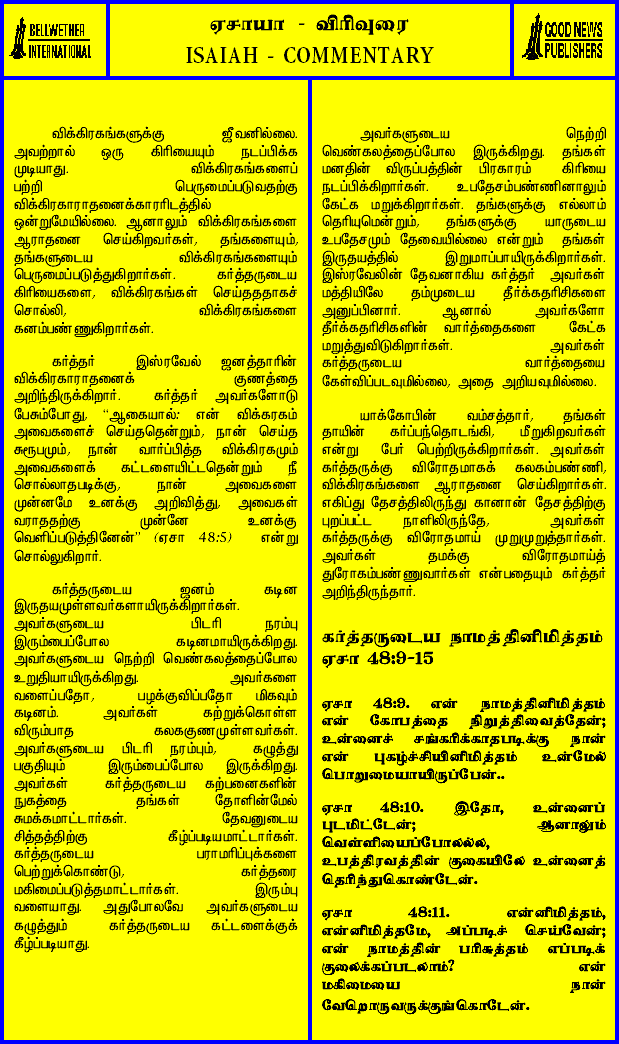 BELLWETHER
INTERNATIONAL
ஏசாயா - விரிவுரை
ISAIAH - COMMENTARY
GOOD NEWS
PUBLISHERS
விக்கிரகங்களுக்கு ஜீவனில்லை.
அவற்றால் ஒரு கிரியையும் நடப்பிக்க
முடியாது. விக்கிரகங்களைப்
பற்றி பெருமைப்படுவதற்கு
விக்கிரகாராதனைக்காரரிடத்தில்
ஒன்றுமேயில்லை. ஆனாலும் விக்கிரகங்களை
ஆராதனை செய்கிறவர்கள், தங்களையும்,
தங்களுடைய விக்கிரகங்களையும்
பெருமைப்படுத்துகிறார்கள். கர்த்தருடைய
கிரியைகளை, விக்கிரகங்கள் செய்ததாகச்
சொல்லி, விக்கிரகங்களை
கனம்பண்ணுகிறார்கள்.
கர்த்தர் இஸ்ரவேல் ஜனத்தாரின்
விக்கிரகாராதனைக் குணத்தை
அறிந்திருக்கிறார். கர்த்தர் அவர்களோடு
பேசும்போது, “ஆகையால்: என் விக்கரகம்
அவைகளைச் செய்ததென்றும், நான் செய்த
சுரூபமும், நான் வார்ப்பித்த விக்கிரகமும்
அவைகளைக் கட்டளையிட்டதென்றும் நீ
சொல்லாதபடிக்கு, நான் அவைகளை
முன்னமே உனக்கு அறிவித்து, அவைகள்
வராததற்கு முன்னே உனக்கு
வெளிப்படுத்தினேன்” (ஏசா 48:5) என்று
சொல்லுகிறார்.
கர்த்தருடைய ஜனம் கடின
இருதயமுள்ளவர்களாயிருக்கிறார்கள்.
அவர்களுடைய பிடரி நரம்பு
இரும்பைப்போல கடினமாயிருக்கிறது.
அவர்களுடைய நெற்றி வெண்கலத்தைப்போல
உறுதியாயிருக்கிறது. அவர்களை
வளைப்பதோ, பழக்குவிப்பதோ மிகவும்
கடினம். அவர்கள் கற்றுக்கொள்ள
விரும்பாத கலககுணமுள்ளவர்கள்.
அவர்களுடைய பிடரி நரம்பும், கழுத்து
பகுதியும் இரும்பைப்போல இருக்கிறது.
அவர்கள் கர்த்தருடைய கற்பனைகளின்
நுகத்தை தங்கள் தோளின்மேல்
சுமக்கமாட்டார்கள். தேவனுடைய
சித்தத்திற்கு கீழ்ப்படியமாட்டார்கள்.
கர்த்தருடைய பராமரிப்புக்களை
பெற்றுக்கொண்டு, கர்த்தரை
மகிமைப்படுத்தமாட்டார்கள். இரும்பு
வளையாது. அதுபோலவே அவர்களுடைய
கழுத்தும் கர்த்தருடைய கட்டளைக்குக்
கீழ்ப்படியாது.
அவர்களுடைய நெற்றி
வெண்கலத்தைப்போல இருக்கிறது. தங்கள்
மனதின் விருப்பத்தின் பிரகாரம் கிரியை
நடப்பிக்கிறார்கள். உபதேசம்பண்ணினாலும்
கேட்க மறுக்கிறார்கள். தங்களுக்கு எல்லாம்
தெரியுமென்றும், தங்களுக்கு யாருடைய
உபதேசமும் தேவையில்லை என்றும் தங்கள்
இருதயத்தில் இறுமாப்பாயிருக்கிறார்கள்.
இஸ்ரவேலின் தேவனாகிய கர்த்தர் அவர்கள்
மத்தியிலே தம்முடைய தீர்க்கதரிசிகளை
அனுப்பினார். ஆனால் அவர்களோ
தீர்க்கதரிசிகளின் வார்த்தைகளை கேட்க
மறுத்துவிடுகிறார்கள். அவர்கள்
கர்த்தருடைய வார்த்தையை
கேள்விப்படவுமில்லை, அதை அறியவுமில்லை.
யாக்கோபின் வம்சத்தார், தங்கள்
தாயின் கர்ப்பந்தொடங்கி, மீறுகிறவர்கள்
என்று பேர் பெற்றிருக்கிறார்கள். அவர்கள்
கர்த்தருக்கு விரோதமாகக் கலகம்பண்ணி,
விக்கிரகங்களை ஆராதனை செய்கிறார்கள்.
எகிப்து தேசத்திலிருந்து கானான் தேசத்திற்கு
புறப்பட்ட நாளிலிருந்தே, அவர்கள்
கர்த்தருக்கு விரோதமாய் முறுமுறுத்தார்கள்.
அவர்கள் தமக்கு விரோதமாய்த்
துரோகம்பண்ணுவார்கள் என்பதையும் கர்த்தர்
அறிந்திருந்தார்.
கர்த்தருடைய நாமத்தினிமித்தம்
ஏசா 48:9-15
ஏசா 48:9. என் நாமத்தினிமித்தம்
என் கோபத்தை நிறுத்திவைத்தேன்;
உன்னைச் சங்கரிக்காதபடிக்கு நான்
என் புகழ்ச்சியினிமித்தம் உன்மேல்
பொறுமையாயிருப்பேன்..
ஏசா 48:10. இதோ, உன்னைப்
புடமிட்டேன்; ஆனாலும்
வெள்ளியைப்போலல்ல,
உபத்திரவத்தின் குகையிலே உன்னைத்
தெரிந்துகொண்டேன்.
ஏசா 48:11. என்னிமித்தம்,
என்னிமித்தமே, அப்படிச் செய்வேன்;
என் நாமத்தின் பரிசுத்தம் எப்படிக்
குலைக்கப்படலாம்? என்
மகிமையை நான்
வேறொருவருக்குங்கொடேன்.